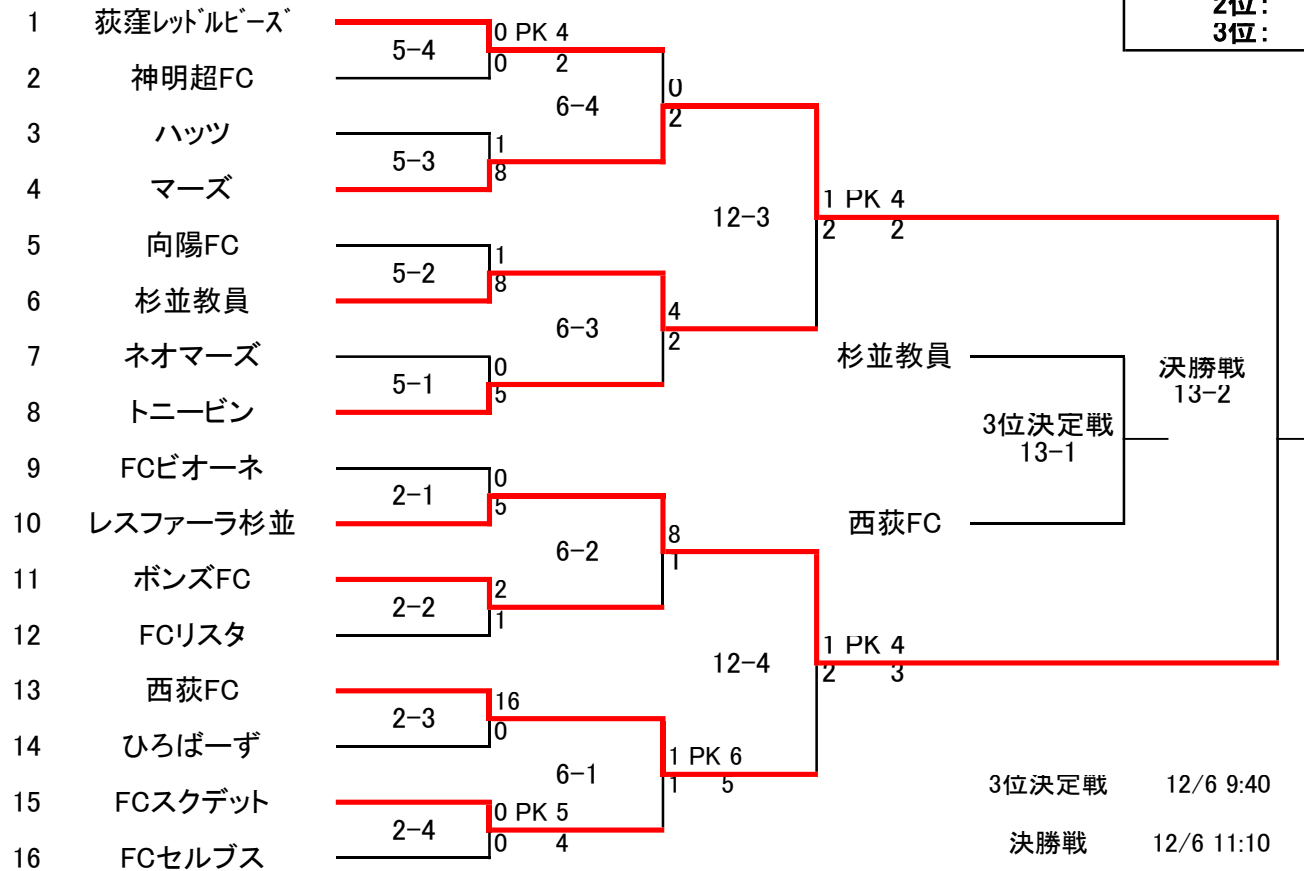 2位：
3位：
1 荻窪レッドルビーズ
0 PK 4
5-4
0 2
2 神明超FC
6-4
0
2
3 ハッツ
1
5-3
8
4 マーズ
12-3
1 PK 4
2 2
5 向陽FC
1
5-2
8
6 杉並教員
6-3
4
2
7 ネオマーズ
0
5-1
5
8 トニービン
杉並教員
決勝戦
13-2
3位決定戦
13-1
西荻FC
9 FCビオーネ
0
2-1
5
10 レスファーラ杉並
6-2
8
1
11 ボンズFC
2
2-2
1
12 FCリスタ
12-4
1 PK 4
2 3
13 西荻FC
16
2-3
0
14 ひろばーず
6-1
1 PK 6
1 5
15 FCスクデット
0 PK 5
2-4
0 4
16 FCセルブス
3位決定戦 12/6 9:40
決勝戦 12/6 11:10